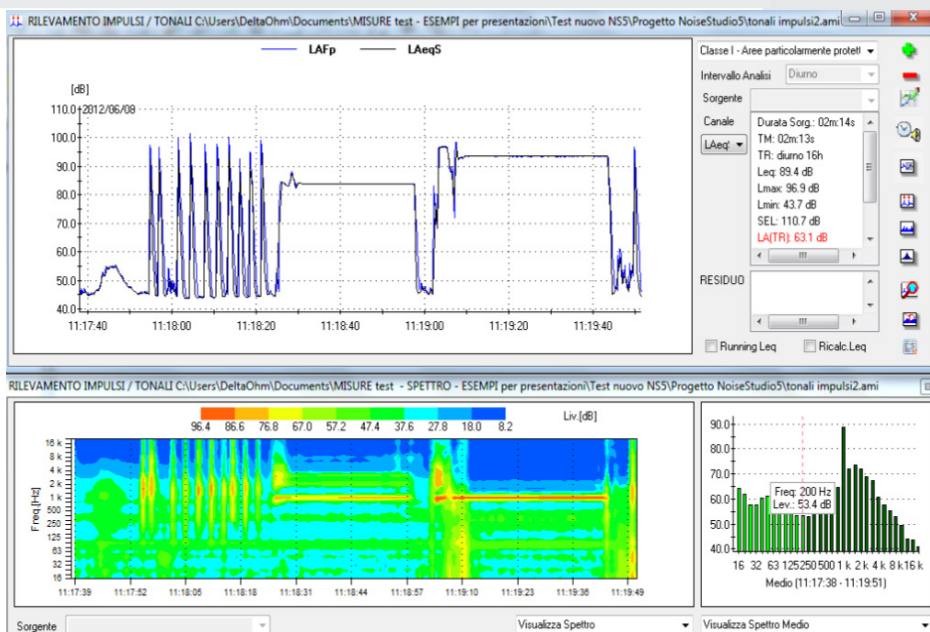 RILEVAMENTO IMPULSI / TONALI C:\Users\DeltaOhm\Documents\MISURE test - ESEMPI per presentazioni\Test nuovo NS5\Progetto NoiseStudio5\tonali impulsi2.ami
LAFp LAeqS
[dB]
110.0 2012/06/09
100.0
90.0
80.0
70.0
60.0
50.0
40.0
11:17:40 11:18:00 11:18:20 11:18:40 11:19:00 11:19:20 11:19:40
Classe I - Aree particolarmente protett
Intervallo Analisi Diurno
Sorgente
Canale
LAeq
Durata Sorg.: 02m:14s
TM: 02m:13s
TR: diurno 16h
Leq: 89.4 dB
Lmax: 96.9 dB
Lmin: 43.7 dB
SEL: 110.7 dB
LA(TR): 63.1 dB
RESIDUO
Running Leq Ricalc.Leq
RILEVAMENTO IMPULSI / TONALI C:\Users\DeltaOhm\Documents\MISURE test - SPETTRO - ESEMPI per presentazioni\Test nuovo NS5\Progetto NoiseStudio5\tonali impulsi2.ami
Liv.[dB]
96.4 86.6 76.8 67.0 57.2 47.4 37.6 27.8 18.0 8.2
Freq.[Hz]
16 k
8 k
4 k
2 k
1 k
500
250
125
63
32
16
11:17:39 11:17:52 11:18:05 11:18:18 11:18:31 11:18:44 11:18:57 11:19:10 11:19:23 11:19:36 11:19:49
90.0
80.0
70.0
60.0
50.0
40.0
Freq: 200 Hz
Lev.: 53.4 dB
16 32 63 125 250 500 1 k 2 k 4 k 8 k 16 k
Medio (11:17:38 - 11:19:51)
Sorgente
Visualizza Spettro
Visualizza Spettro Medio